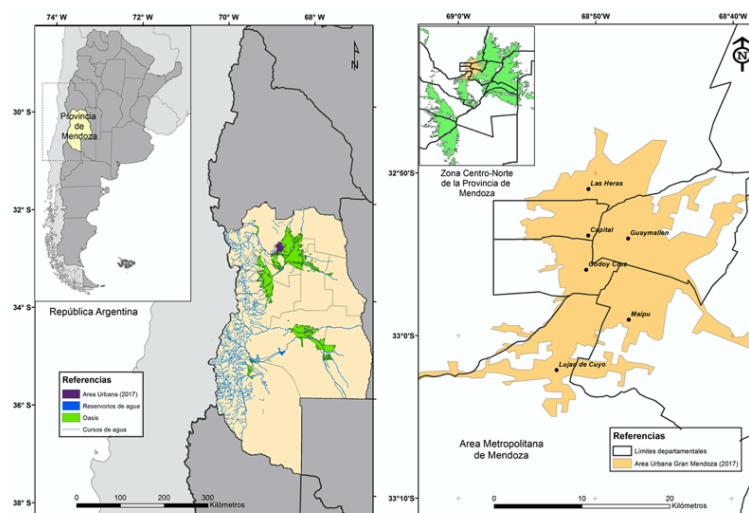 70° W
68° W
30° S
32° S
34° S
36° S
38° S
Provincia
de
Mendoza
República Argentina
N
Referencias
Area Urbana (2017)
Reservorios de agua
Oasis
Cursos de agua
0
100
200
300
Kilómetros
69°0'W
68°50'W
68°40'W
32°50'S
33°0'S
33°10'S
N
Zona Centro-Norte
de la Provincia de
Mendoza
Las Heras
Capital
Guaymallen
Godoy Cruz
Maipu
Lujan de Cuyo
Area Metropolitana
de Mendoza
Referencias
Límites departamentales
Area Urbana Gran Mendoza (2017)
0
10
20
Kilómetros